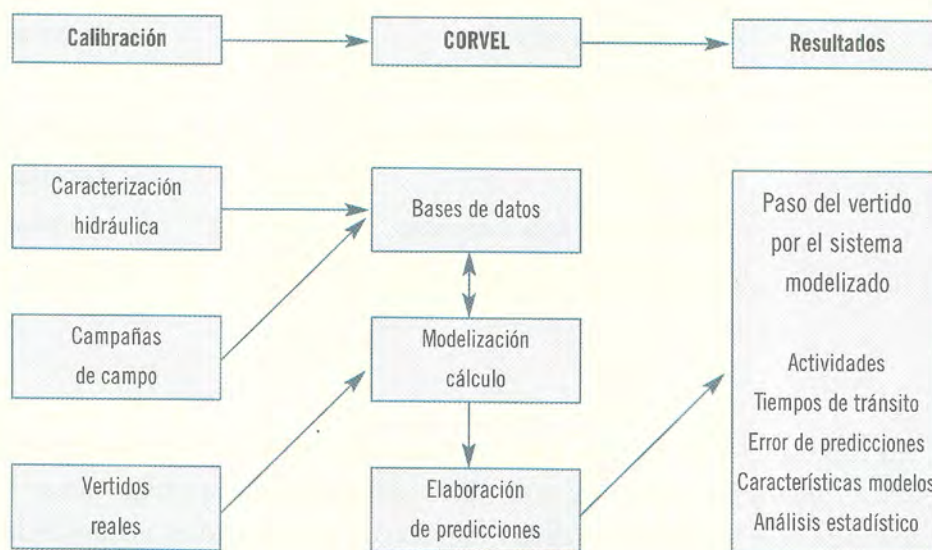 Calibración
CORVEL
Resultados
Caracterización
hidráulica
Campañas
de campo
Vertidos
reales
Bases de datos
Modelización
cálculo
Elaboración
de predicciones
Paso del vertido
por el sistema
modelizado
Actividades
Tiempos de tránsito
Error de predicciones
Características modelos
Análisis estadístico